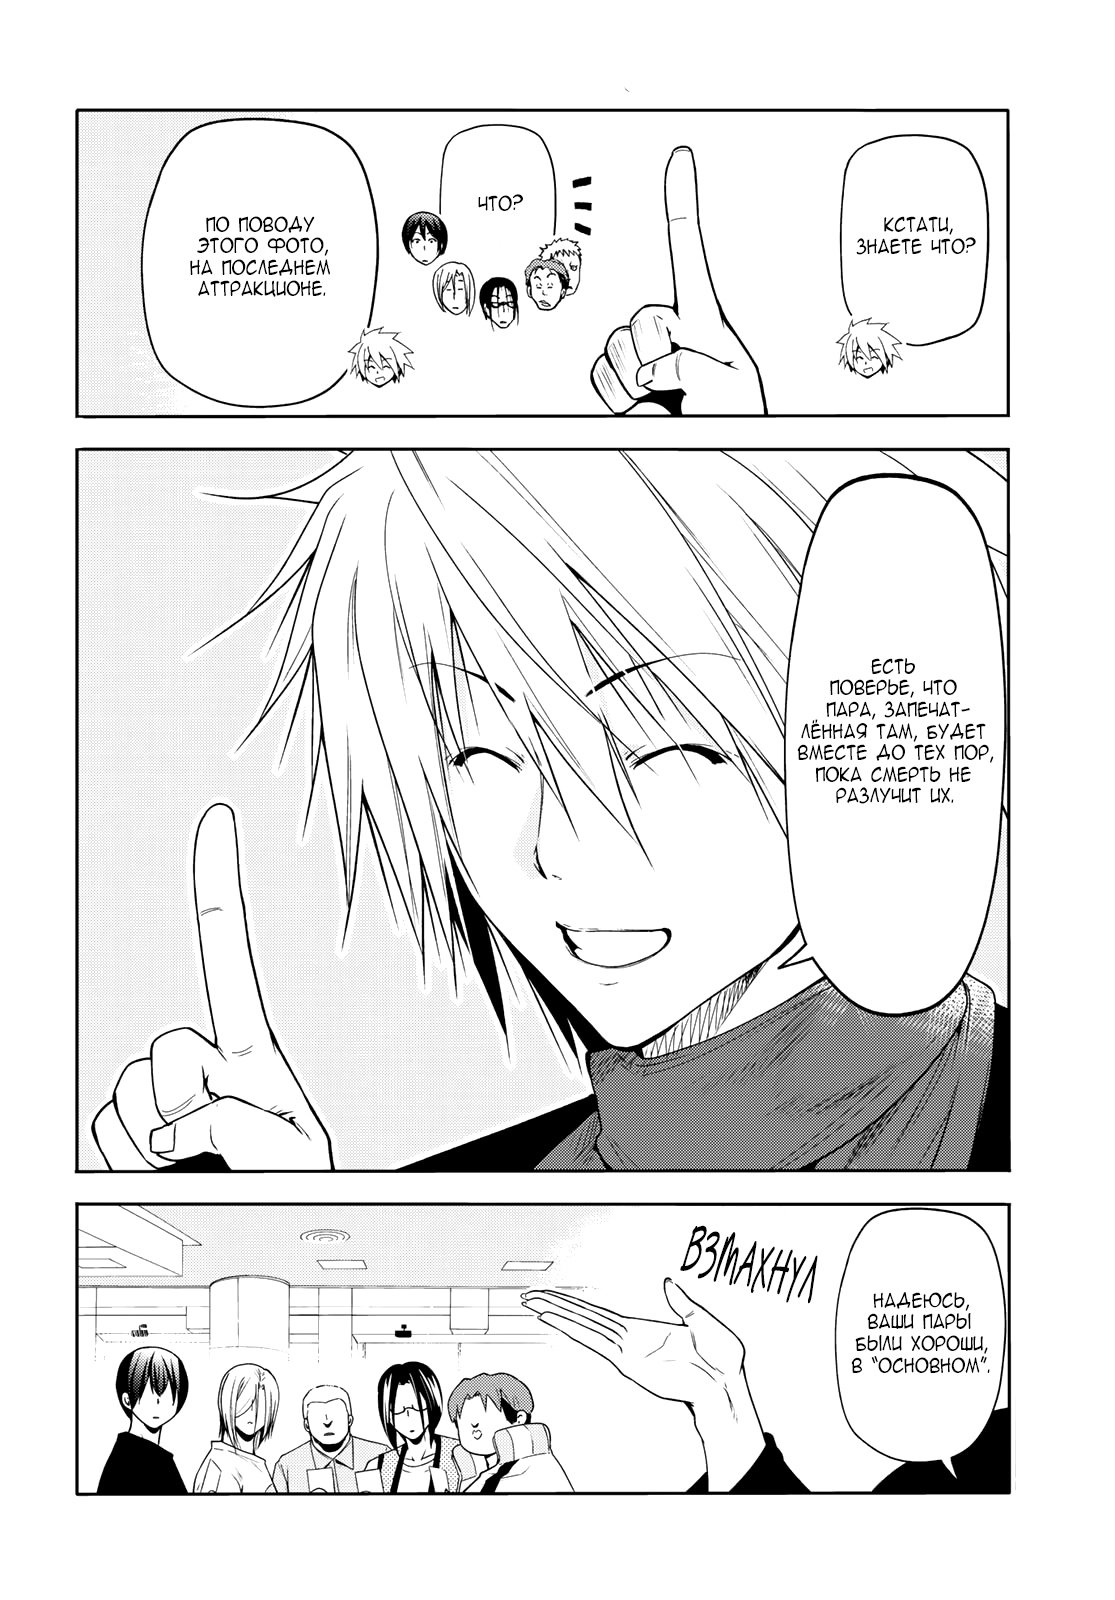 КСТАТИ,
ЗНАЕТЕ ЧТО?
ЧТО?
ПО ПОВОДУ
ЭТОГО ФОТО,
НА ПОСЛЕДНЕМ
АТТРАКЦИОНЕ.
ЕСТЬ
ПОВЕРЬЕ, ЧТО
ПАРА, ЗАПЕЧАТ-
ЛЁННАЯ ТАМ, БУДЕТ
ВМЕСТЕ ДО ТЕХ ПОР,
ПОКА СМЕРТЬ НЕ
РАЗЛУЧИТ ИХ.
НАДЕЮСЬ,
ВАШИ ПАРЫ
БЫЛИ ХОРОШИ,
В "ОСНОВНОМ".
ВЗМАХНУЛ